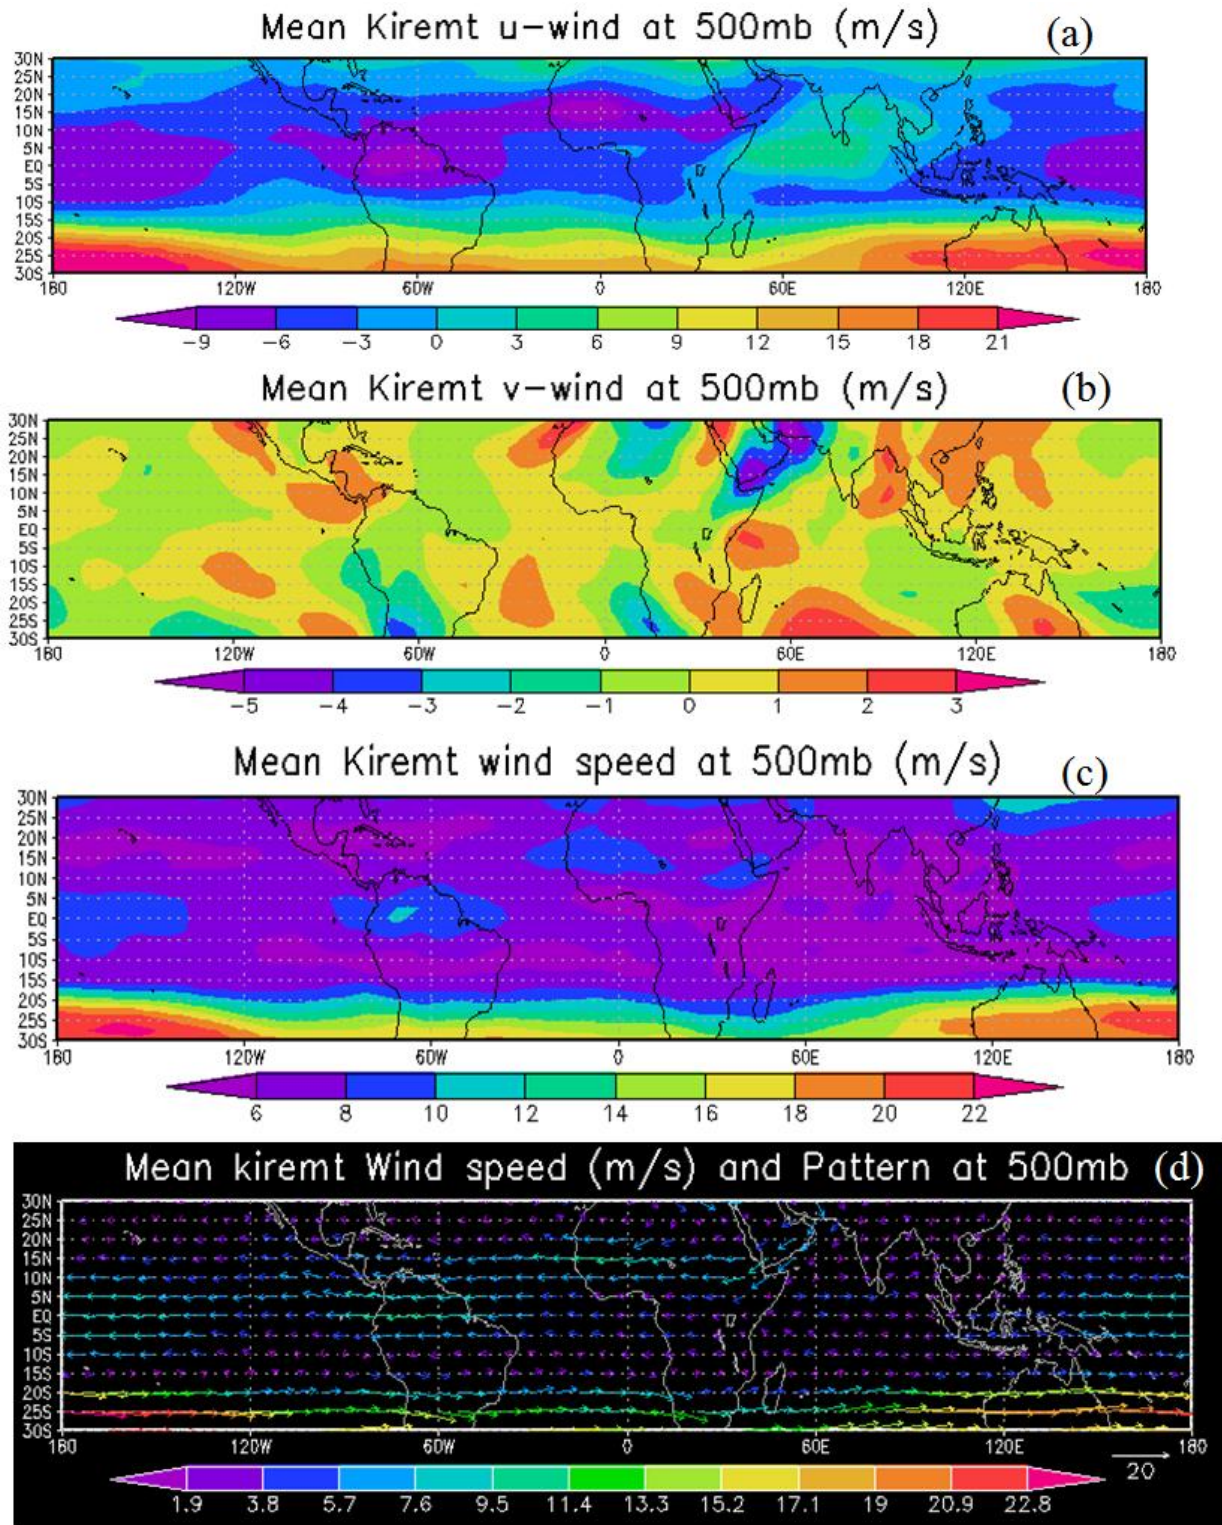 Mean Kiremt u-wind at 500mb (m/s) (a)
30N
25N
20N
15N
10N
5N
EQ
5S
10S
15S
20S
25S
30S
180 120W 60W 0 60E 120E 180
-9 -6 -3 0 3 6 9 12 15 18 21
Mean Kiremt v-wind at 500mb (m/s) (b)
30N
25N
20N
15N
10N
5N
EQ
5S
10S
15S
20S
25S
30S
180 120W 60W 0 60E 120E 180
-5 -4 -3 -2 -1 0 1 2 3
Mean Kiremt wind speed at 500mb (m/s) (c)
30N
25N
20N
15N
10N
5N
EQ
5S
10S
15S
20S
25S
30S
180 120W 60W 0 60E 120E 180
6 8 10 12 14 16 18 20 22
Mean kiremt Wind speed (m/s) and Pattern at 500mb (d)
30N
25N
20N
15N
10N
5N
EQ
5S
10S
15S
20S
25S
30S
180 120W 60W 0 60E 120E 180
20
1.9 3.8 5.7 7.6 9.5 11.4 13.3 15.2 17.1 19 20.9 22.8